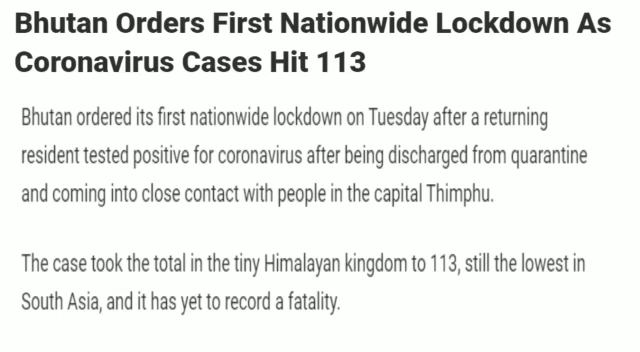 Bhutan Orders First Nationwide Lockdown As
Coronavirus Cases Hit 113
Bhutan ordered its first nationwide lockdown on Tuesday after a returning
resident tested positive for coronavirus after being discharged from quarantine
and coming into close contact with people in the capital Thimphu.
The case took the total in the tiny Himalayan kingdom to 113, still the lowest in
South Asia, and it has yet to record a fatality.